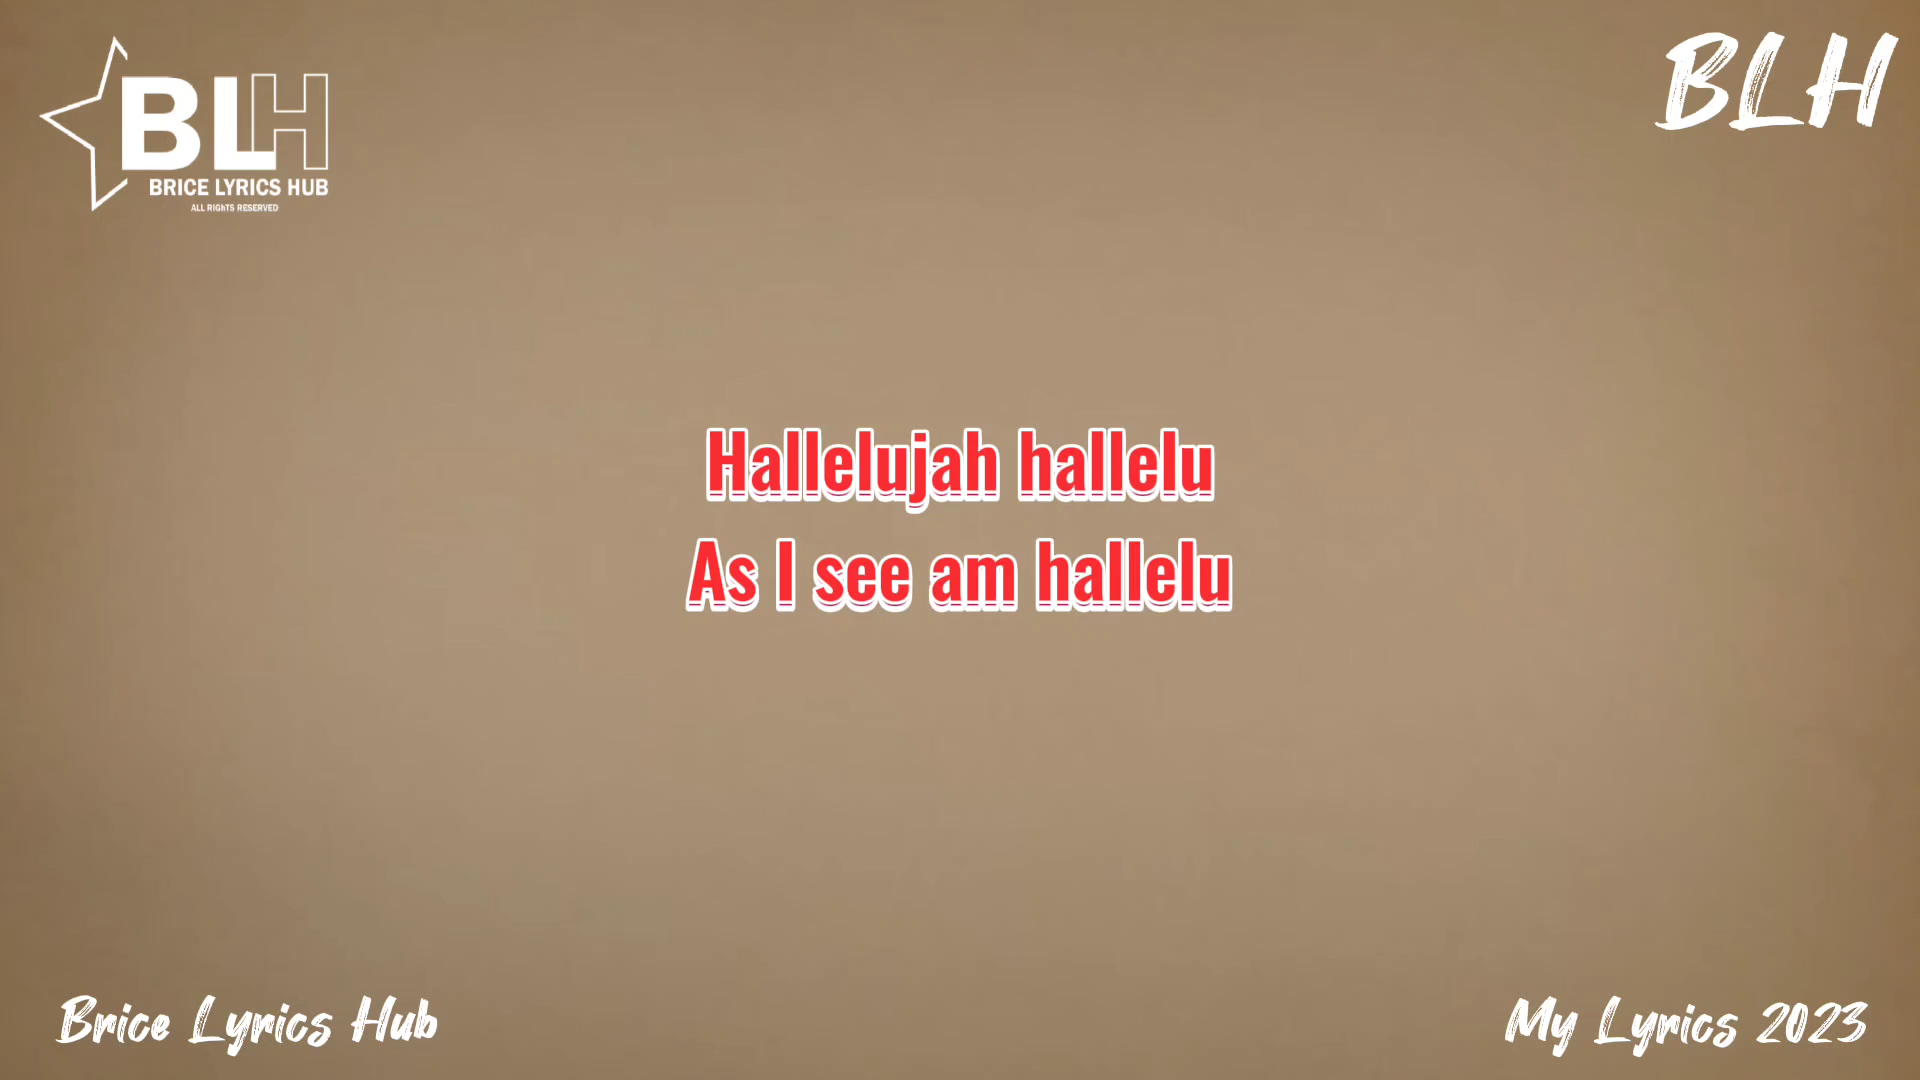 BLH
BRICE LYRICS HUB
ALL RIGhTS RESERVED
BLH
Hallelujah hallelu
As I see am hallelu
Brice Lyrics Hub
My Lyrics 2023